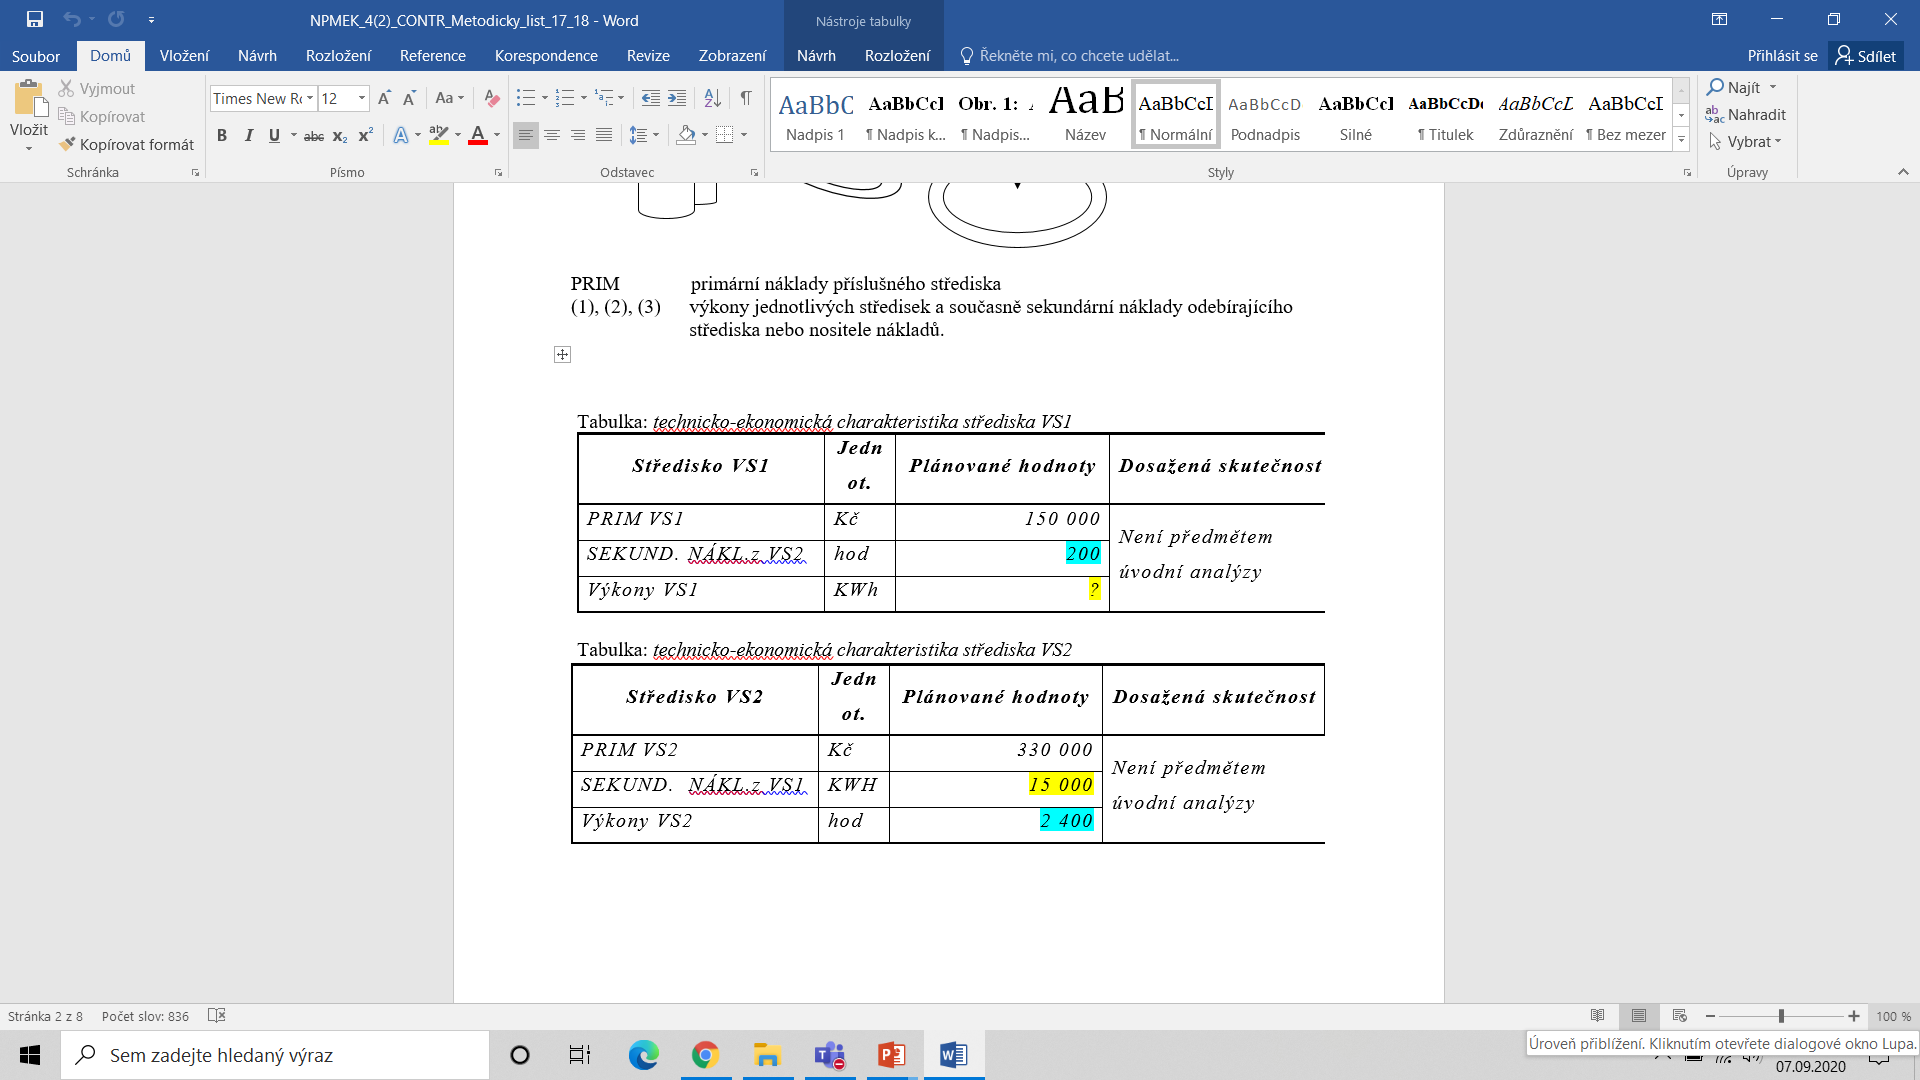 NPMEK_4(2)_CONTR_Metodicky_list_17_18 - Word
Nástroje tabulky
Soubor Domů Vložení Návrh Rozložení Reference Korespondence Revize Zobrazení Návrh Rozložení Řekněte mi, co chcete udělat... Přihlásit se Sdílet
Vložit
Vyjmout
Kopírovat
Kopírovat formát
Schránka
Times New Ro 12
Písmo
Odstavec
AaBbC AaBbCcI Obr. 1: AaB AaBbCcI AaBbCcD AaBbCcI AaBbCcDd AaBbCcL AaBbCcI
Nadpis 1 ¶ Nadpis k... ¶ Nadpis... Název ¶ Normální Podnadpis Silné ¶ Titulek Zdůraznění ¶ Bez mezer
Styly
Najít
Nahradit
Vybrat
Úpravy
PRIM primární náklady příslušného střediska
(1), (2), (3) výkony jednotlivých středisek a současně sekundární náklady odebírajícího
střediska nebo nositele nákladů.
Tabulka: technicko-ekonomická charakteristika střediska VS1
Středisko VS1 Jedn ot. Plánované hodnoty Dosažená skutečnost
PRIM VS1 Kč 150 000 Není předmětem
SEKUND. NÁKL.z VS2 hod 200 úvodní analýzy
Výkony VS1 KWh ?
Tabulka: technicko-ekonomická charakteristika střediska VS2
Středisko VS2 Jedn ot. Plánované hodnoty Dosažená skutečnost
PRIM VS2 Kč 330 000 Není předmětem
SEKUND. NÁKL.z VS1 KWH 15 000 úvodní analýzy
Výkony VS2 hod 2 400
Stránka 2 z 8 Počet slov: 836 100 %
Úroveň přiblížení. Kliknutím otevřete dialogové okno Lupa.
Sem zadejte hledaný výraz
07.09.2020